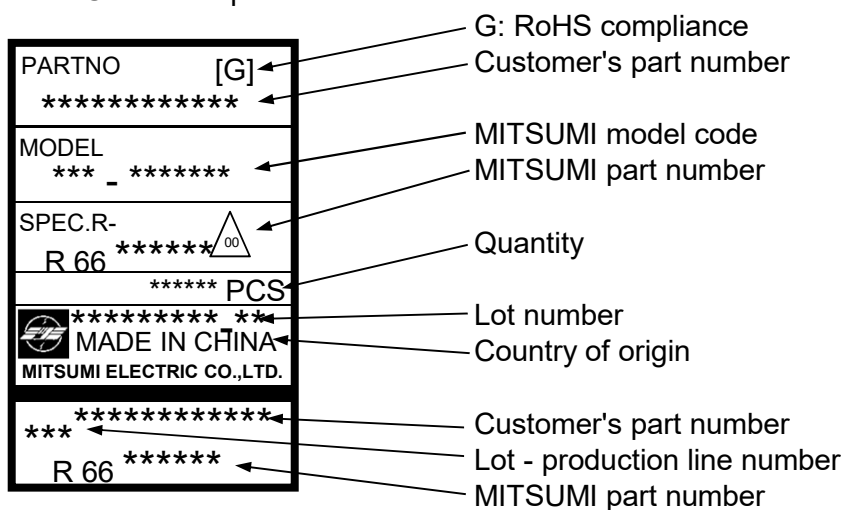 G: RoHS compliance
PARTNO [G]
Customer's part number
************
MODEL
MITSUMI model code
*** - *******
MITSUMI part number
SPEC.R-
R 66 ****** 00
Quantity
****** PCS
*********-**
Lot number
MADE IN CHINA
Country of origin
MITSUMI ELECTRIC CO.,LTD.
************
Customer's part number
***
Lot - production line number
R 66 ******
MITSUMI part number